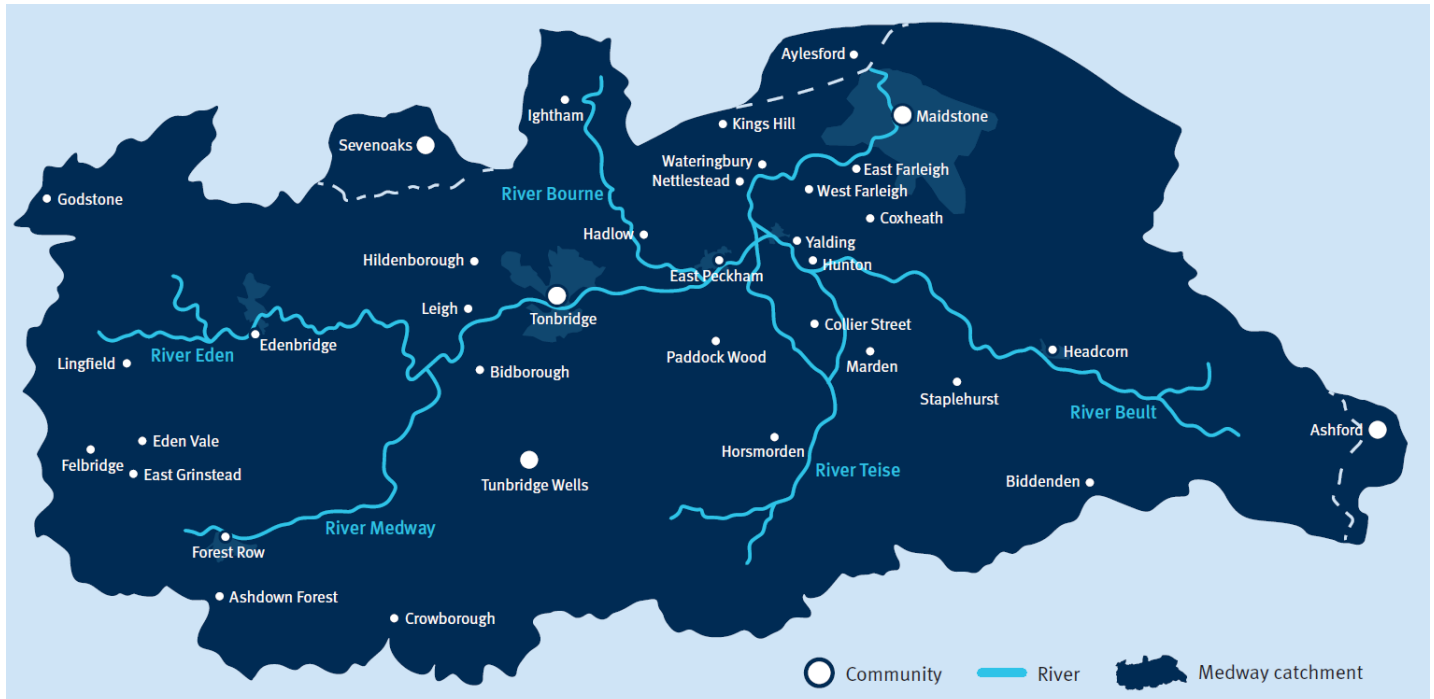 Aylesford
Ightham
Kings Hill
Maidstone
Sevenoaks
Wateringbury
East Farleigh
Nettlestead
West Farleigh
Godstone
River Bourne
Coxheath
Hadlow
Yalding
Hildenborough
East Peckham
Hunton
Leigh
Tonbridge
Collier Street
Edenbridge
River Eden
Lingfield
Paddock Wood
Headcorn
Marden
Bidborough
Staplehurst
River Beult
Ashford
Eden Vale
Felbridge
Horsmorden
East Grinstead
River Teise
Tunbridge Wells
Biddenden
River Medway
Forest Row
Ashdown Forest
Crowborough
Community
River
Medway catchment